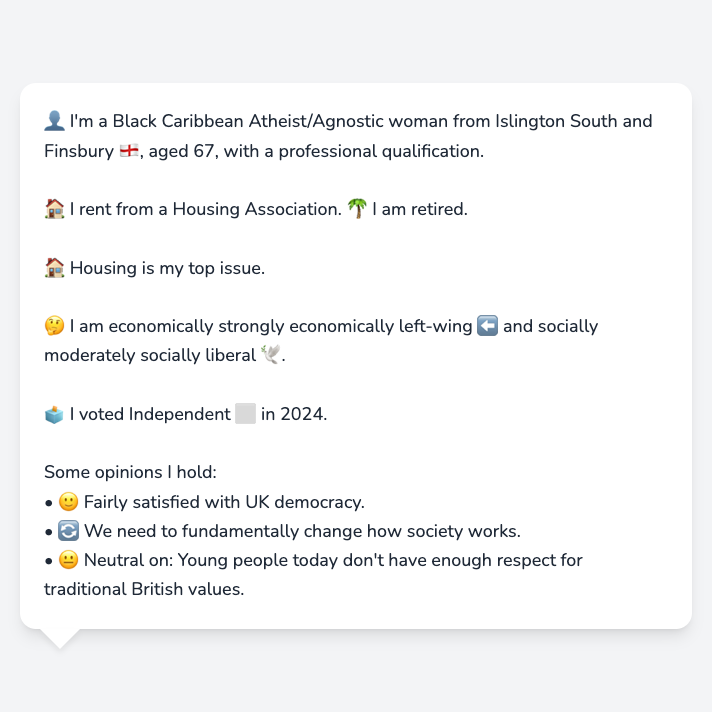 👤 I'm a Black Caribbean Atheist/Agnostic woman from Islington South and
Finsbury 🏴󠁧󠁢󠁥󠁮󠁧󠁿, aged 67, with a professional qualification.
🏠 I rent from a Housing Association. 🌴 I am retired.
🏠 Housing is my top issue.
🤔 I am economically strongly economically left-wing ⬅️ and socially
moderately socially liberal 🕊️.
🗳️ I voted Independent ⬜ in 2024.
Some opinions I hold:
• 🙂 Fairly satisfied with UK democracy.
• 🔄 We need to fundamentally change how society works.
• 😐 Neutral on: Young people today don't have enough respect for
traditional British values.